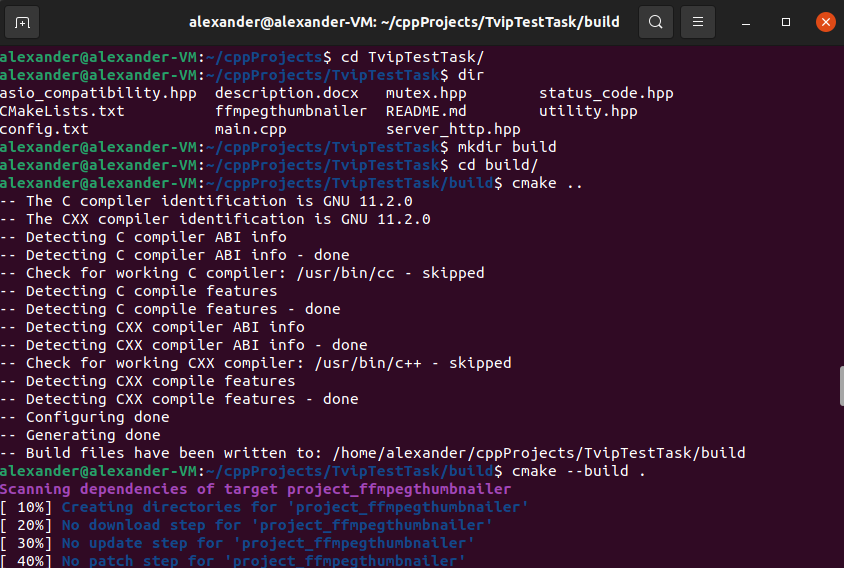 alexander@alexander-VM: ~/cppProjects/TvipTestTask/build
alexander@alexander-VM:~/cppProjects$ cd TvipTestTask/
alexander@alexander-VM:~/cppProjects/TvipTestTask$ dir
asio_compatibility.hpp  description.docx   mutex.hpp        status_code.hpp
CMakeLists.txt          ffmpegthumbnailer  README.md        utility.hpp
config.txt              main.cpp           server_http.hpp
alexander@alexander-VM:~/cppProjects/TvipTestTask$ mkdir build
alexander@alexander-VM:~/cppProjects/TvipTestTask$ cd build/
alexander@alexander-VM:~/cppProjects/TvipTestTask/build$ cmake ..
-- The C compiler identification is GNU 11.2.0
-- The CXX compiler identification is GNU 11.2.0
-- Detecting C compiler ABI info
-- Detecting C compiler ABI info - done
-- Check for working C compiler: /usr/bin/cc - skipped
-- Detecting C compile features
-- Detecting C compile features - done
-- Detecting CXX compiler ABI info
-- Detecting CXX compiler ABI info - done
-- Check for working CXX compiler: /usr/bin/c++ - skipped
-- Detecting CXX compile features
-- Detecting CXX compile features - done
-- Configuring done
-- Generating done
-- Build files have been written to: /home/alexander/cppProjects/TvipTestTask/build
alexander@alexander-VM:~/cppProjects/TvipTestTask/build$ cmake --build .
Scanning dependencies of target project_ffmpegthumbnailer
[ 10%] Creating directories for 'project_ffmpegthumbnailer'
[ 20%] No download step for 'project_ffmpegthumbnailer'
[ 30%] No update step for 'project_ffmpegthumbnailer'
[ 40%] No patch step for 'project_ffmpegthumbnailer'